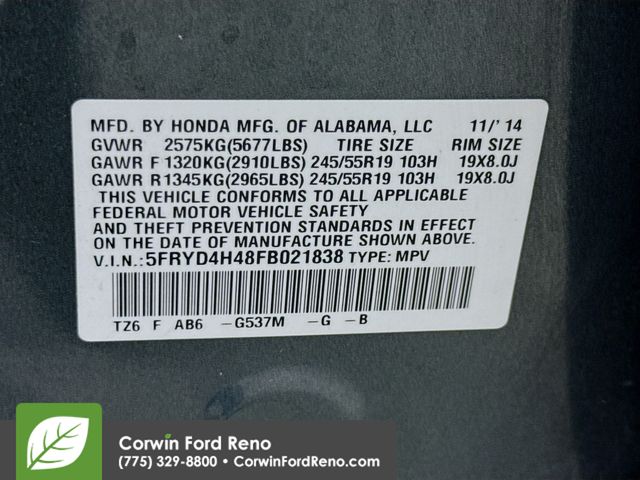 MFD. BY HONDA MFG. OF ALABAMA, LLC 11/'14
GVWR 2575KG(5677LBS) TIRE SIZE RIM SIZE
GAWR F 1320KG(2910LBS) 245/55R19 103H 19X8.0J
GAWR R 1345KG(2965LBS) 245/55R19 103H 19X8.0J
THIS VEHICLE CONFORMS TO ALL APPLICABLE
FEDERAL MOTOR VEHICLE SAFETY
AND THEFT PREVENTION STANDARDS IN EFFECT
ON THE DATE OF MANUFACTURE SHOWN ABOVE.
V.I.N.: 5FRYD4H48FB021838 TYPE: MPV
TZ6 F AB6 -G537M -G -B
Corwin Ford Reno
(775) 329-8800 • CorwinFordReno.com